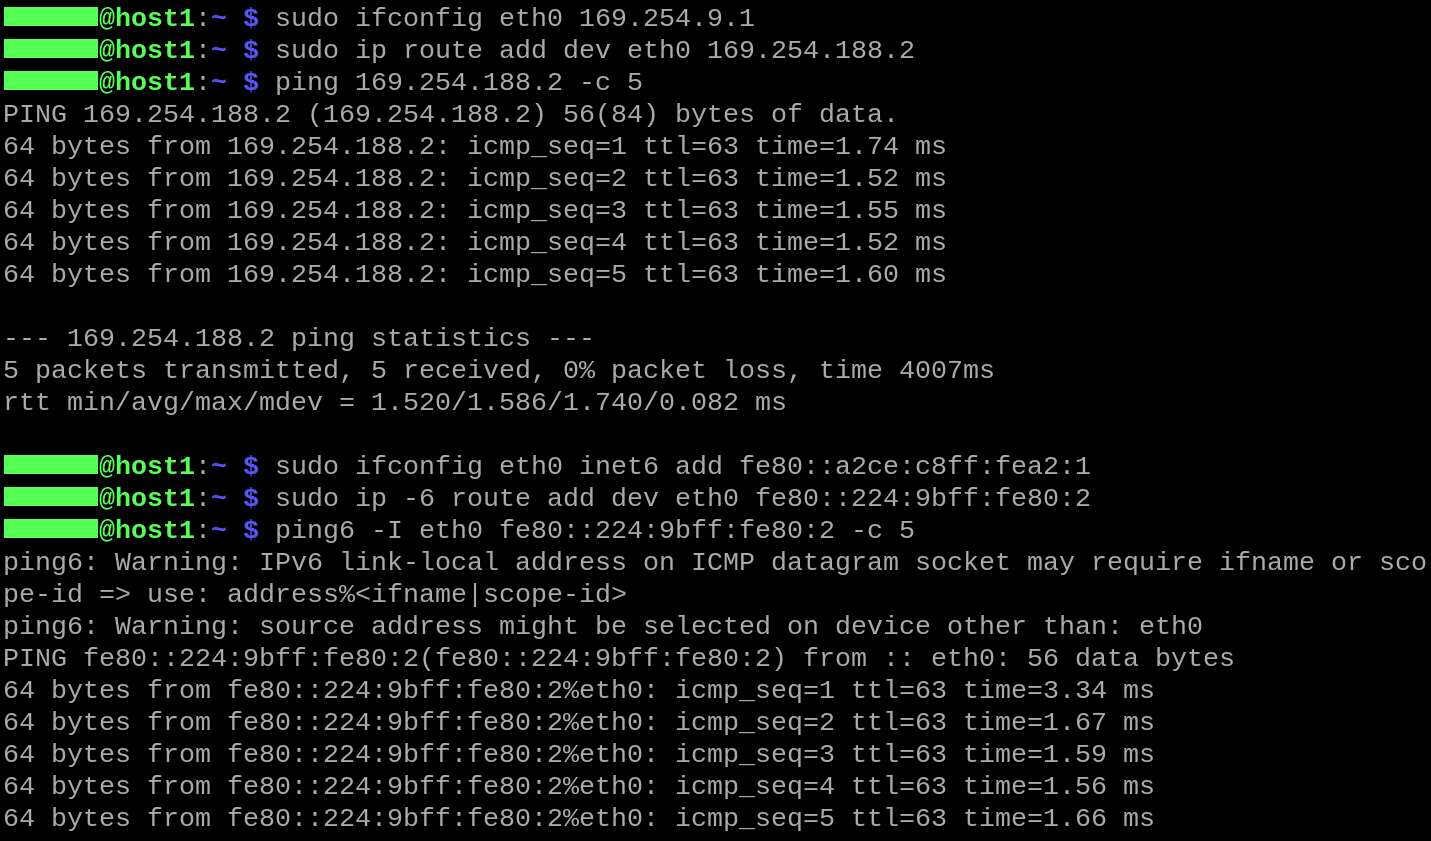 @host1:~ $ sudo ifconfig eth0 169.254.9.1
@host1:~ $ sudo ip route add dev eth0 169.254.188.2
@host1:~ $ ping 169.254.188.2 -c 5
PING 169.254.188.2 (169.254.188.2) 56(84) bytes of data.
64 bytes from 169.254.188.2: icmp_seq=1 ttl=63 time=1.74 ms
64 bytes from 169.254.188.2: icmp_seq=2 ttl=63 time=1.52 ms
64 bytes from 169.254.188.2: icmp_seq=3 ttl=63 time=1.55 ms
64 bytes from 169.254.188.2: icmp_seq=4 ttl=63 time=1.52 ms
64 bytes from 169.254.188.2: icmp_seq=5 ttl=63 time=1.60 ms
--- 169.254.188.2 ping statistics ---
5 packets transmitted, 5 received, 0% packet loss, time 4007ms
rtt min/avg/max/mdev = 1.520/1.586/1.740/0.082 ms
@host1:~ $ sudo ifconfig eth0 inet6 add fe80::a2ce:c8ff:fea2:1
@host1:~ $ sudo ip -6 route add dev eth0 fe80::224:9bff:fe80:2
@host1:~ $ ping6 -I eth0 fe80::224:9bff:fe80:2 -c 5
ping6: Warning: IPv6 link-local address on ICMP datagram socket may require ifname or sco
pe-id => use: address%<ifname|scope-id>
ping6: Warning: source address might be selected on device other than: eth0
PING fe80::224:9bff:fe80:2(fe80::224:9bff:fe80:2) from :: eth0: 56 data bytes
64 bytes from fe80::224:9bff:fe80:2%eth0: icmp_seq=1 ttl=63 time=3.34 ms
64 bytes from fe80::224:9bff:fe80:2%eth0: icmp_seq=2 ttl=63 time=1.67 ms
64 bytes from fe80::224:9bff:fe80:2%eth0: icmp_seq=3 ttl=63 time=1.59 ms
64 bytes from fe80::224:9bff:fe80:2%eth0: icmp_seq=4 ttl=63 time=1.56 ms
64 bytes from fe80::224:9bff:fe80:2%eth0: icmp_seq=5 ttl=63 time=1.66 ms